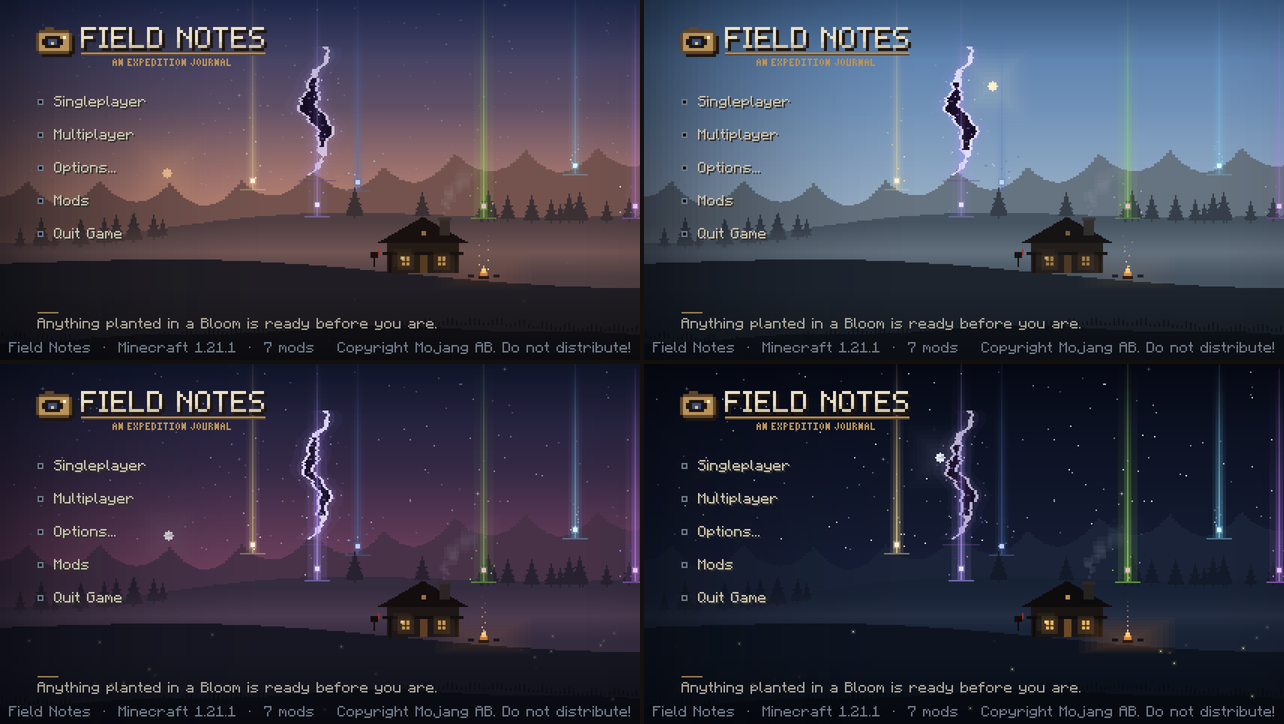 FIELD NOTES
AN EXPEDITION JOURNAL
Singleplayer
Multiplayer
Options...
Mods
Quit Game
Anything planted in a Bloom is ready before you are.
Field Notes · Minecraft 1.21.1 · 7 mods Copyright Mojang AB. Do not distribute!
FIELD NOTES
AN EXPEDITION JOURNAL
Singleplayer
Multiplayer
Options...
Mods
Quit Game
Anything planted in a Bloom is ready before you are.
Field Notes · Minecraft 1.21.1 · 7 mods Copyright Mojang AB. Do not distribute!
FIELD NOTES
AN EXPEDITION JOURNAL
Singleplayer
Multiplayer
Options...
Mods
Quit Game
Anything planted in a Bloom is ready before you are.
Field Notes · Minecraft 1.21.1 · 7 mods Copyright Mojang AB. Do not distribute!
FIELD NOTES
AN EXPEDITION JOURNAL
Singleplayer
Multiplayer
Options...
Mods
Quit Game
Anything planted in a Bloom is ready before you are.
Field Notes · Minecraft 1.21.1 · 7 mods Copyright Mojang AB. Do not distribute!